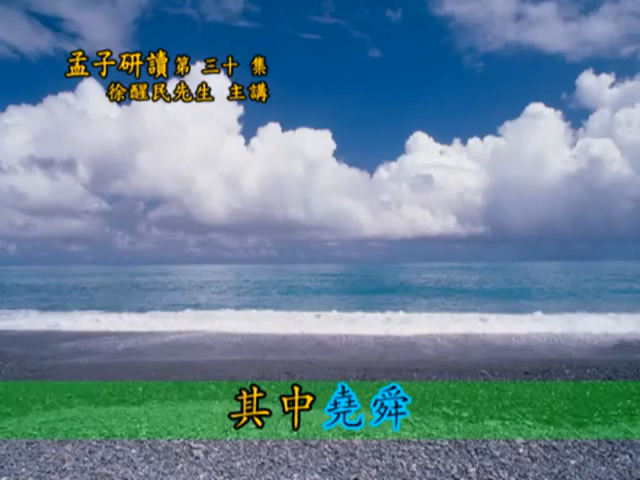 孟子研讀第 三十 集
徐醒民先生 主講
其中堯舜